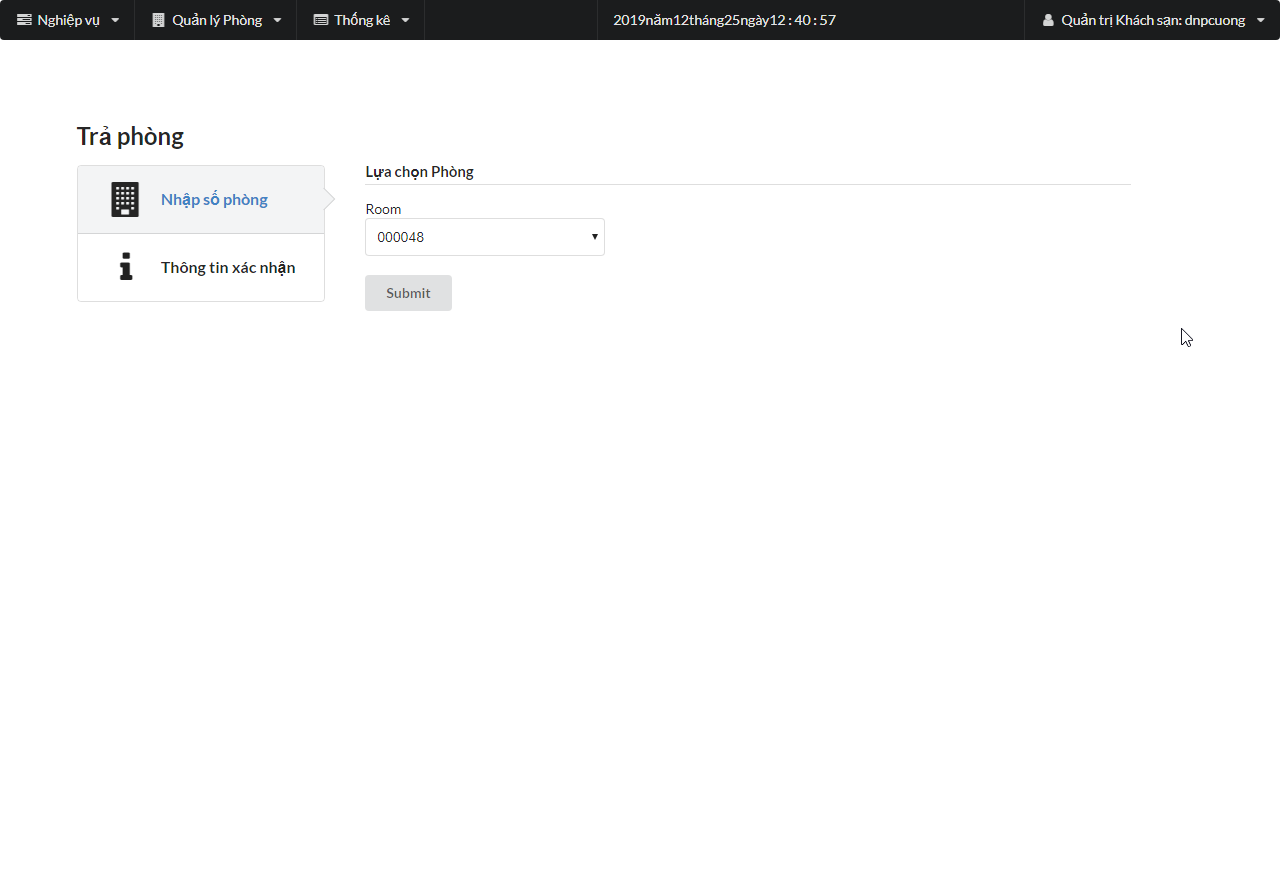 Nghiệp vụ Quản lý Phòng Thống kê 2019năm12tháng25ngày12 : 40 : 57 Quản trị Khách sạn: dnpcuong
Trả phòng
Nhập số phòng
Thông tin xác nhận
Lựa chọn Phòng
Room
000048
Submit